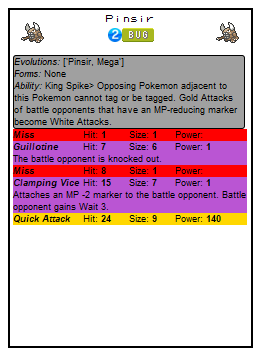 Pinsir
2 BUG
Evolutions: ['Pinsir, Mega']
Forms: None
Ability: King Spike> Opposing Pokemon adjacent to
this Pokemon cannot tag or be tagged. Gold Attacks
of battle opponents that have an MP-reducing marker
become White Attacks.
Miss Hit: 1 Size: 1 Power:
Guillotine Hit: 7 Size: 6 Power: 1
The battle opponent is knocked out.
Miss Hit: 8 Size: 1 Power:
Clamping Vice Hit: 15 Size: 7 Power: 1
Attaches an MP -2 marker to the battle opponent. Battle
opponent gains Wait 3.
Quick Attack Hit: 24 Size: 9 Power: 140